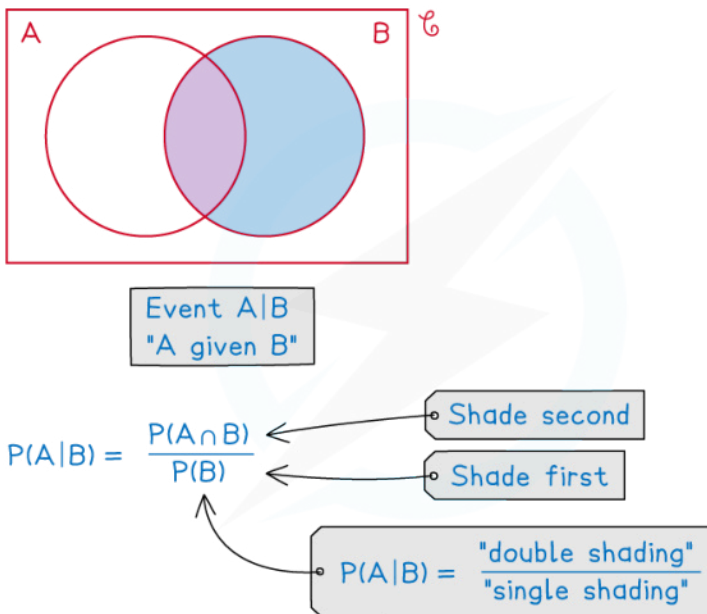 A B ℰ
Event A|B
"A given B"
P(A|B) = P(A∩B) / P(B)
Shade second
Shade first
P(A|B) = "double shading" / "single shading"